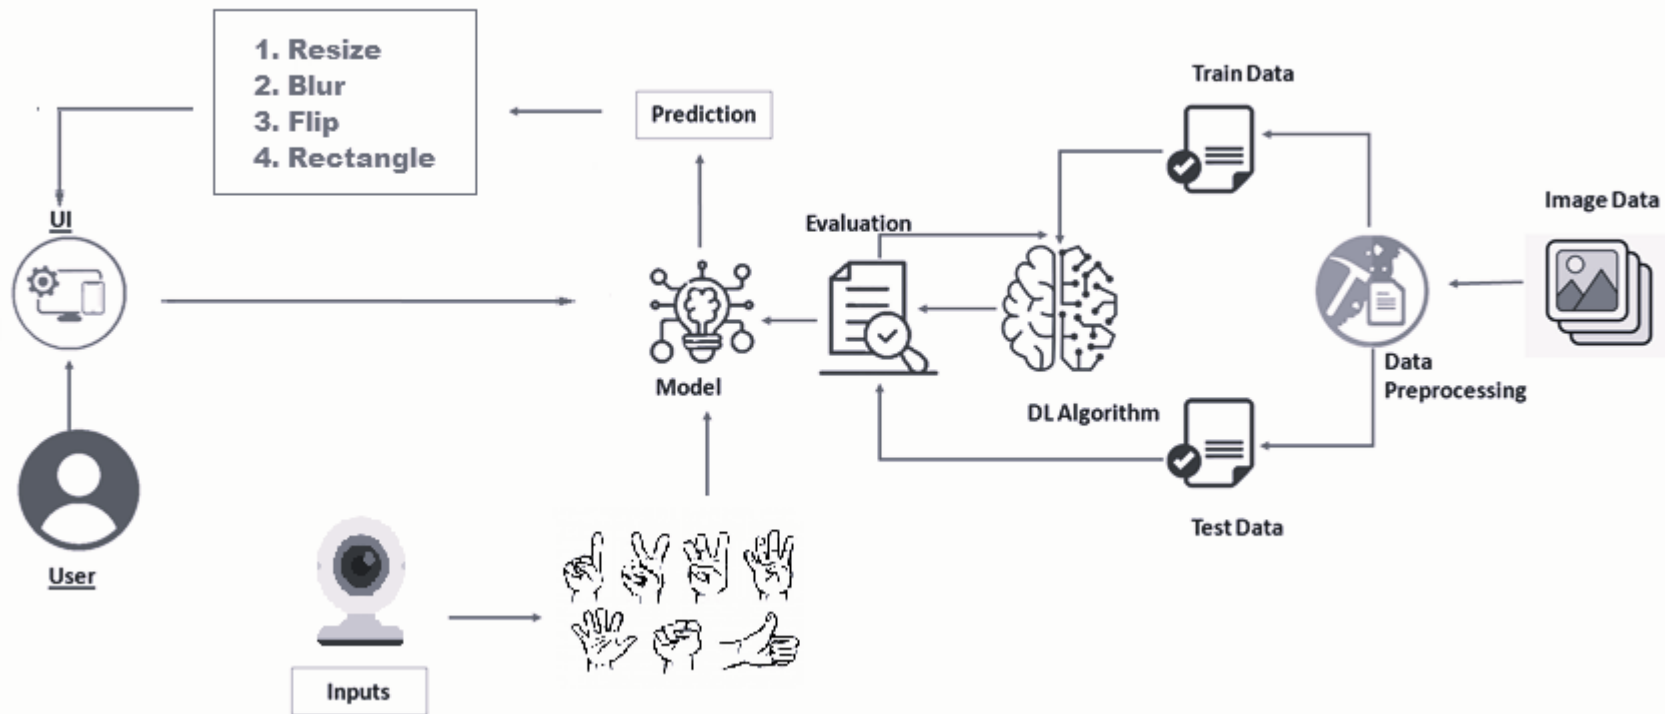 1. Resize
2. Blur
3. Flip
4. Rectangle
Prediction
Train Data
Image Data
UI
Evaluation
Model
DL Algorithm
Data
Preprocessing
Test Data
User
Inputs